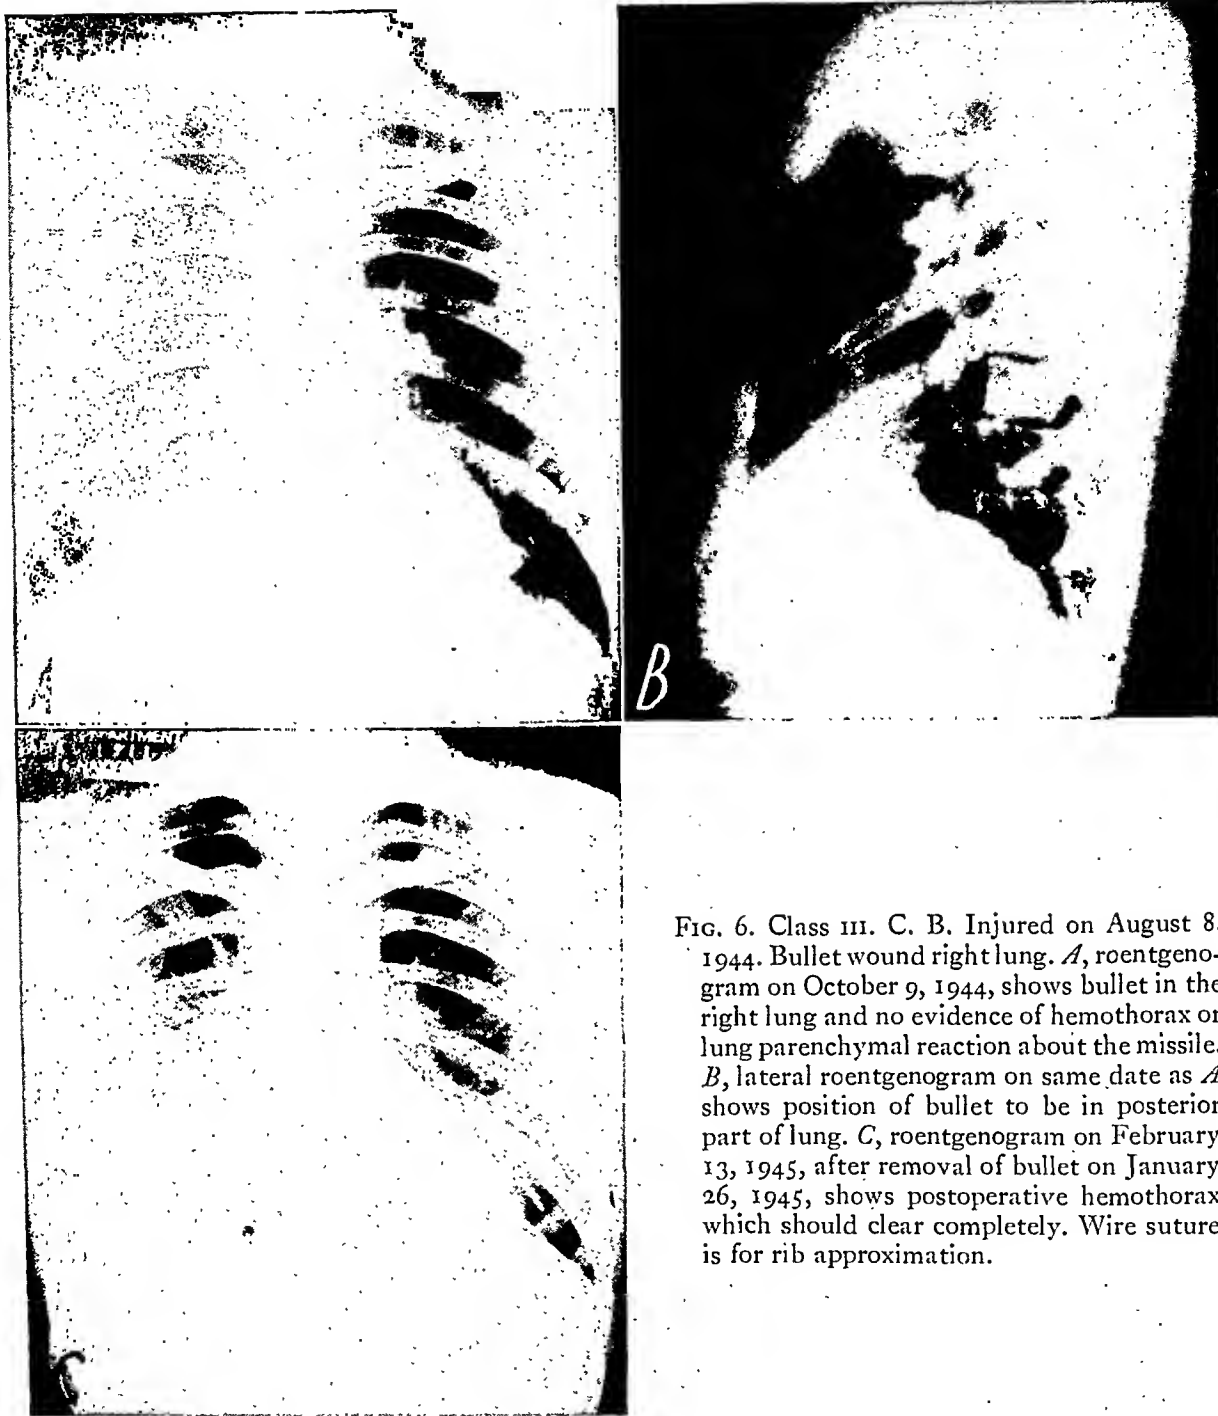 A
B
FIG. 6. Class III. C. B. Injured on August 8,
1944. Bullet wound right lung. A, roentgeno-
gram on October 9, 1944, shows bullet in the
right lung and no evidence of hemothorax or
lung parenchymal reaction about the missile.
B, lateral roentgenogram on same date as A
shows position of bullet to be in posterior
part of lung. C, roentgenogram on February
13, 1945, after removal of bullet on January
26, 1945, shows postoperative hemothorax
which should clear completely. Wire suture
is for rib approximation.